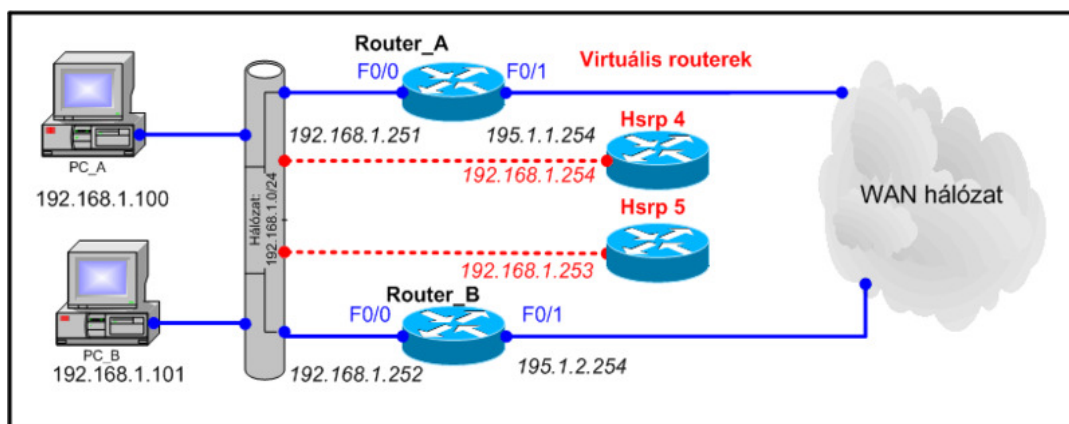 Router_A
F0/0
F0/1
Virtuális routerek
192.168.1.251
195.1.1.254
Hsrp 4
PC_A
192.168.1.100
192.168.1.254
Hálózat:
192.168.1.0/24
WAN hálózat
Hsrp 5
192.168.1.253
Router_B
F0/0
F0/1
PC_B
192.168.1.101
192.168.1.252
195.1.2.254